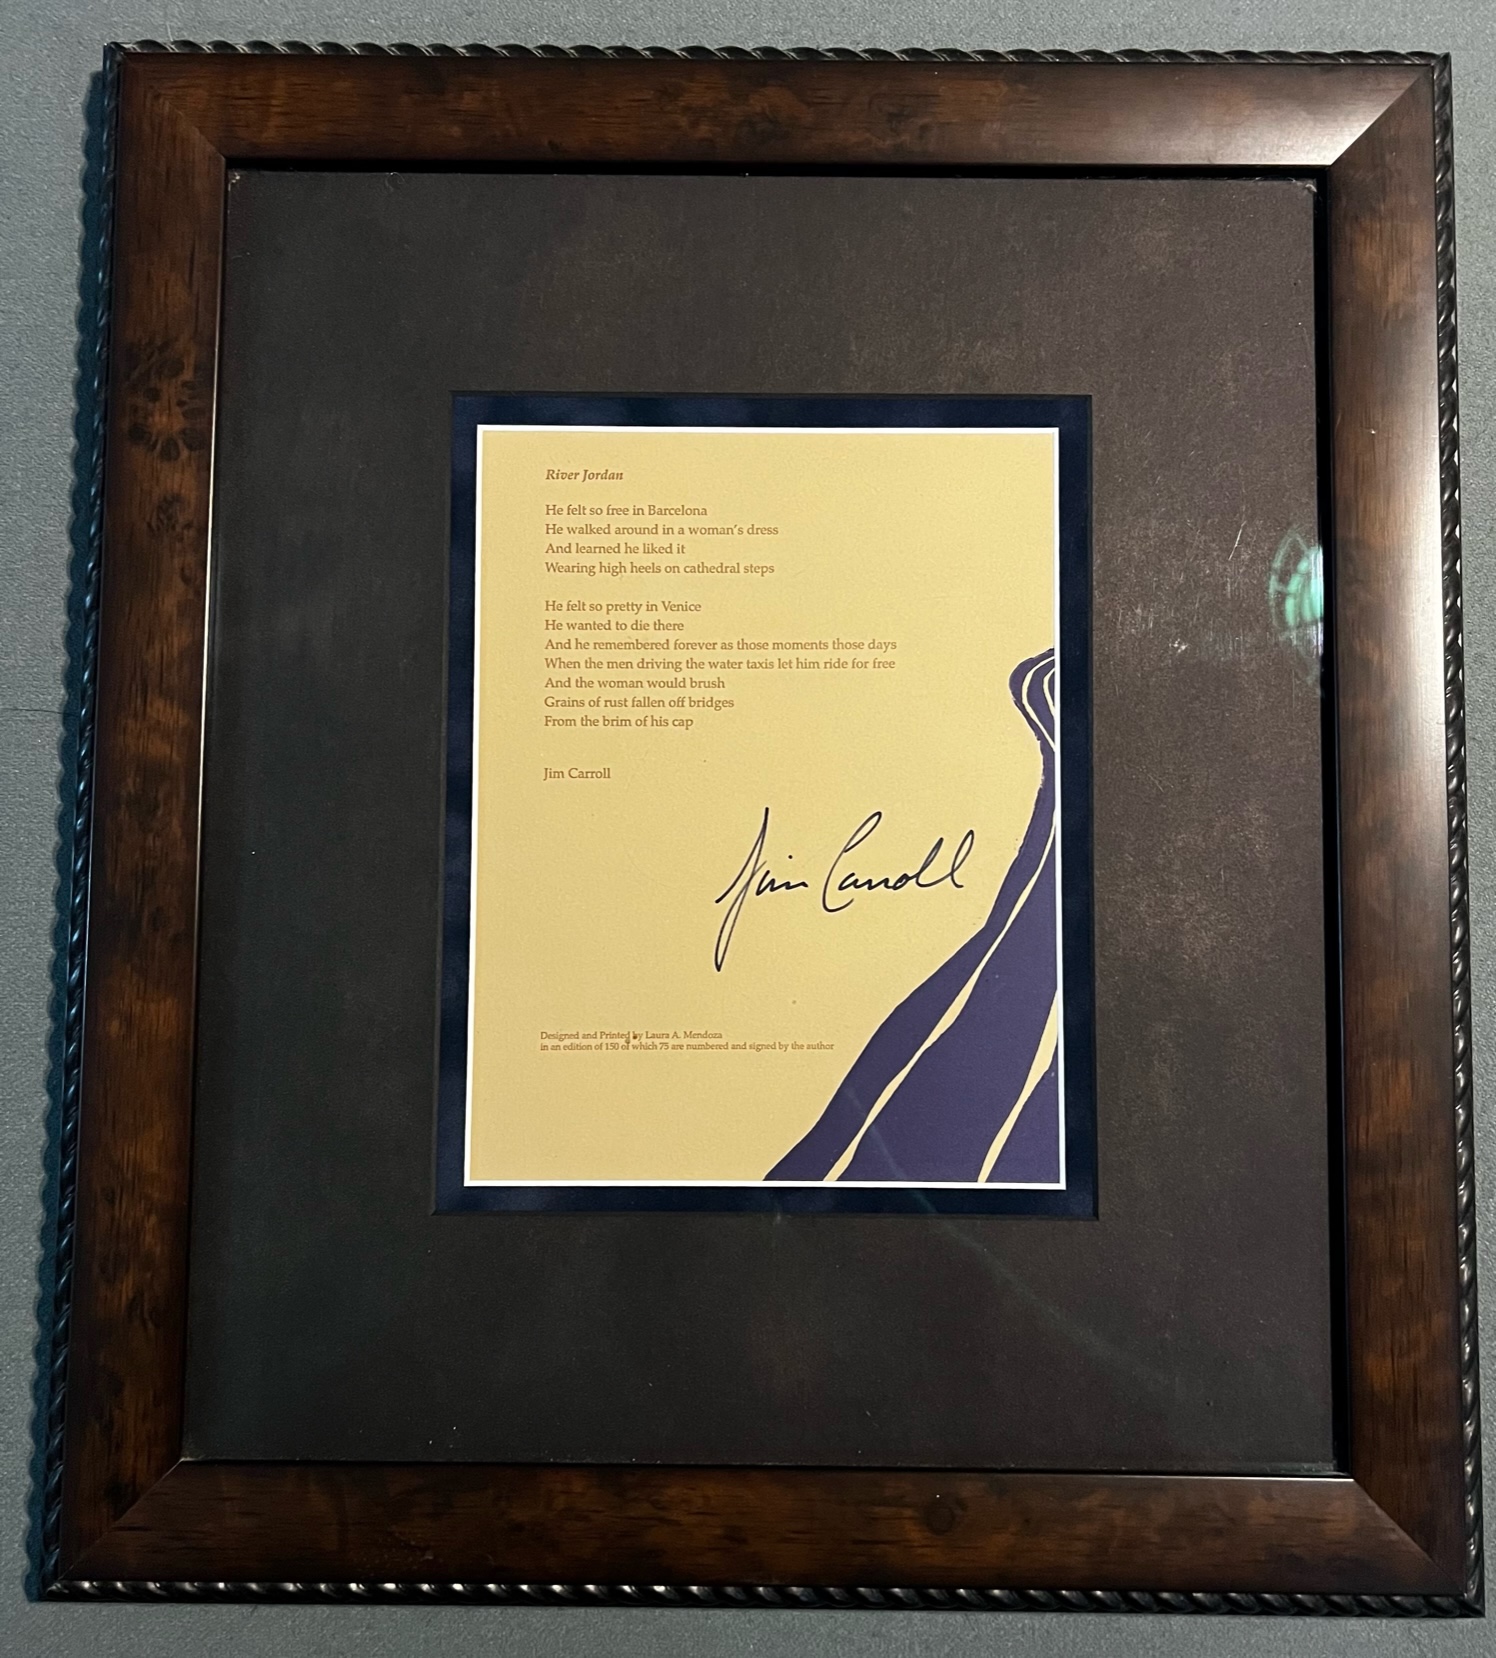 River Jordan
He felt so free in Barcelona
He walked around in a woman's dress
And learned he liked it
Wearing high heels on cathedral steps
He felt so pretty in Venice
He wanted to die there
And he remembered forever as those moments those days
When the men driving the water taxis let him ride for free
And the woman would brush
Grains of rust fallen off bridges
From the brim of his cap
Jim Carroll
Jim Carroll
Designed and Printed by Laura A. Mendoza
in an edition of 150 of which 75 are numbered and signed by the author